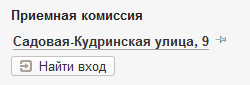 Приемная комиссия
Садовая-Кудринская улица, 9
Найти вход